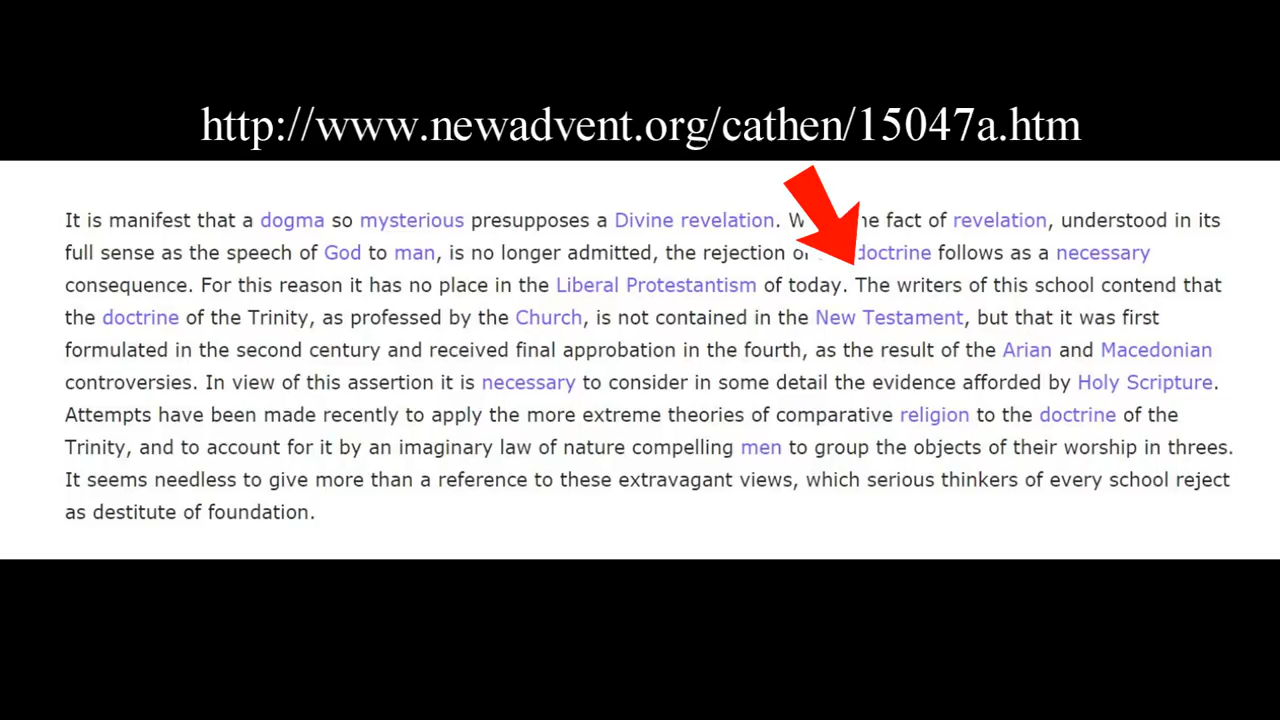 http://www.newadvent.org/cathen/15047a.htm
It is manifest that a dogma so mysterious presupposes a Divine revelation. fact of revelation, understood in its
full sense as the speech of God to man, is no longer admitted, the rejection doctrine follows as a necessary
consequence. For this reason it has no place in the Liberal Protestantism of today. The writers of this school contend that
the doctrine of the Trinity, as professed by the Church, is not contained in the New Testament, but that it was first
formulated in the second century and received final approbation in the fourth, as the result of the Arian and Macedonian
controversies. In view of this assertion it is necessary to consider in some detail the evidence afforded by Holy Scripture.
Attempts have been made recently to apply the more extreme theories of comparative religion to the doctrine of the
Trinity, and to account for it by an imaginary law of nature compelling men to group the objects of their worship in threes.
It seems needless to give more than a reference to these extravagant views, which serious thinkers of every school reject
as destitute of foundation.